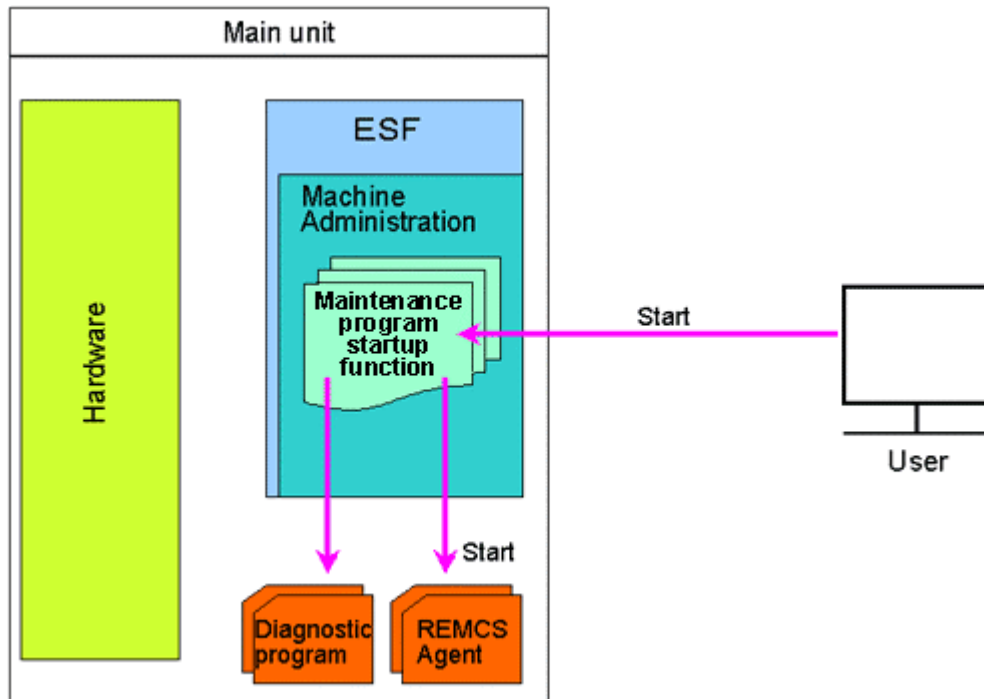 Main unit
Hardware
ESF
Machine
Administration
Maintenance
program
startup
function
Start
User
Start
Diagnostic
program
REMCS
Agent